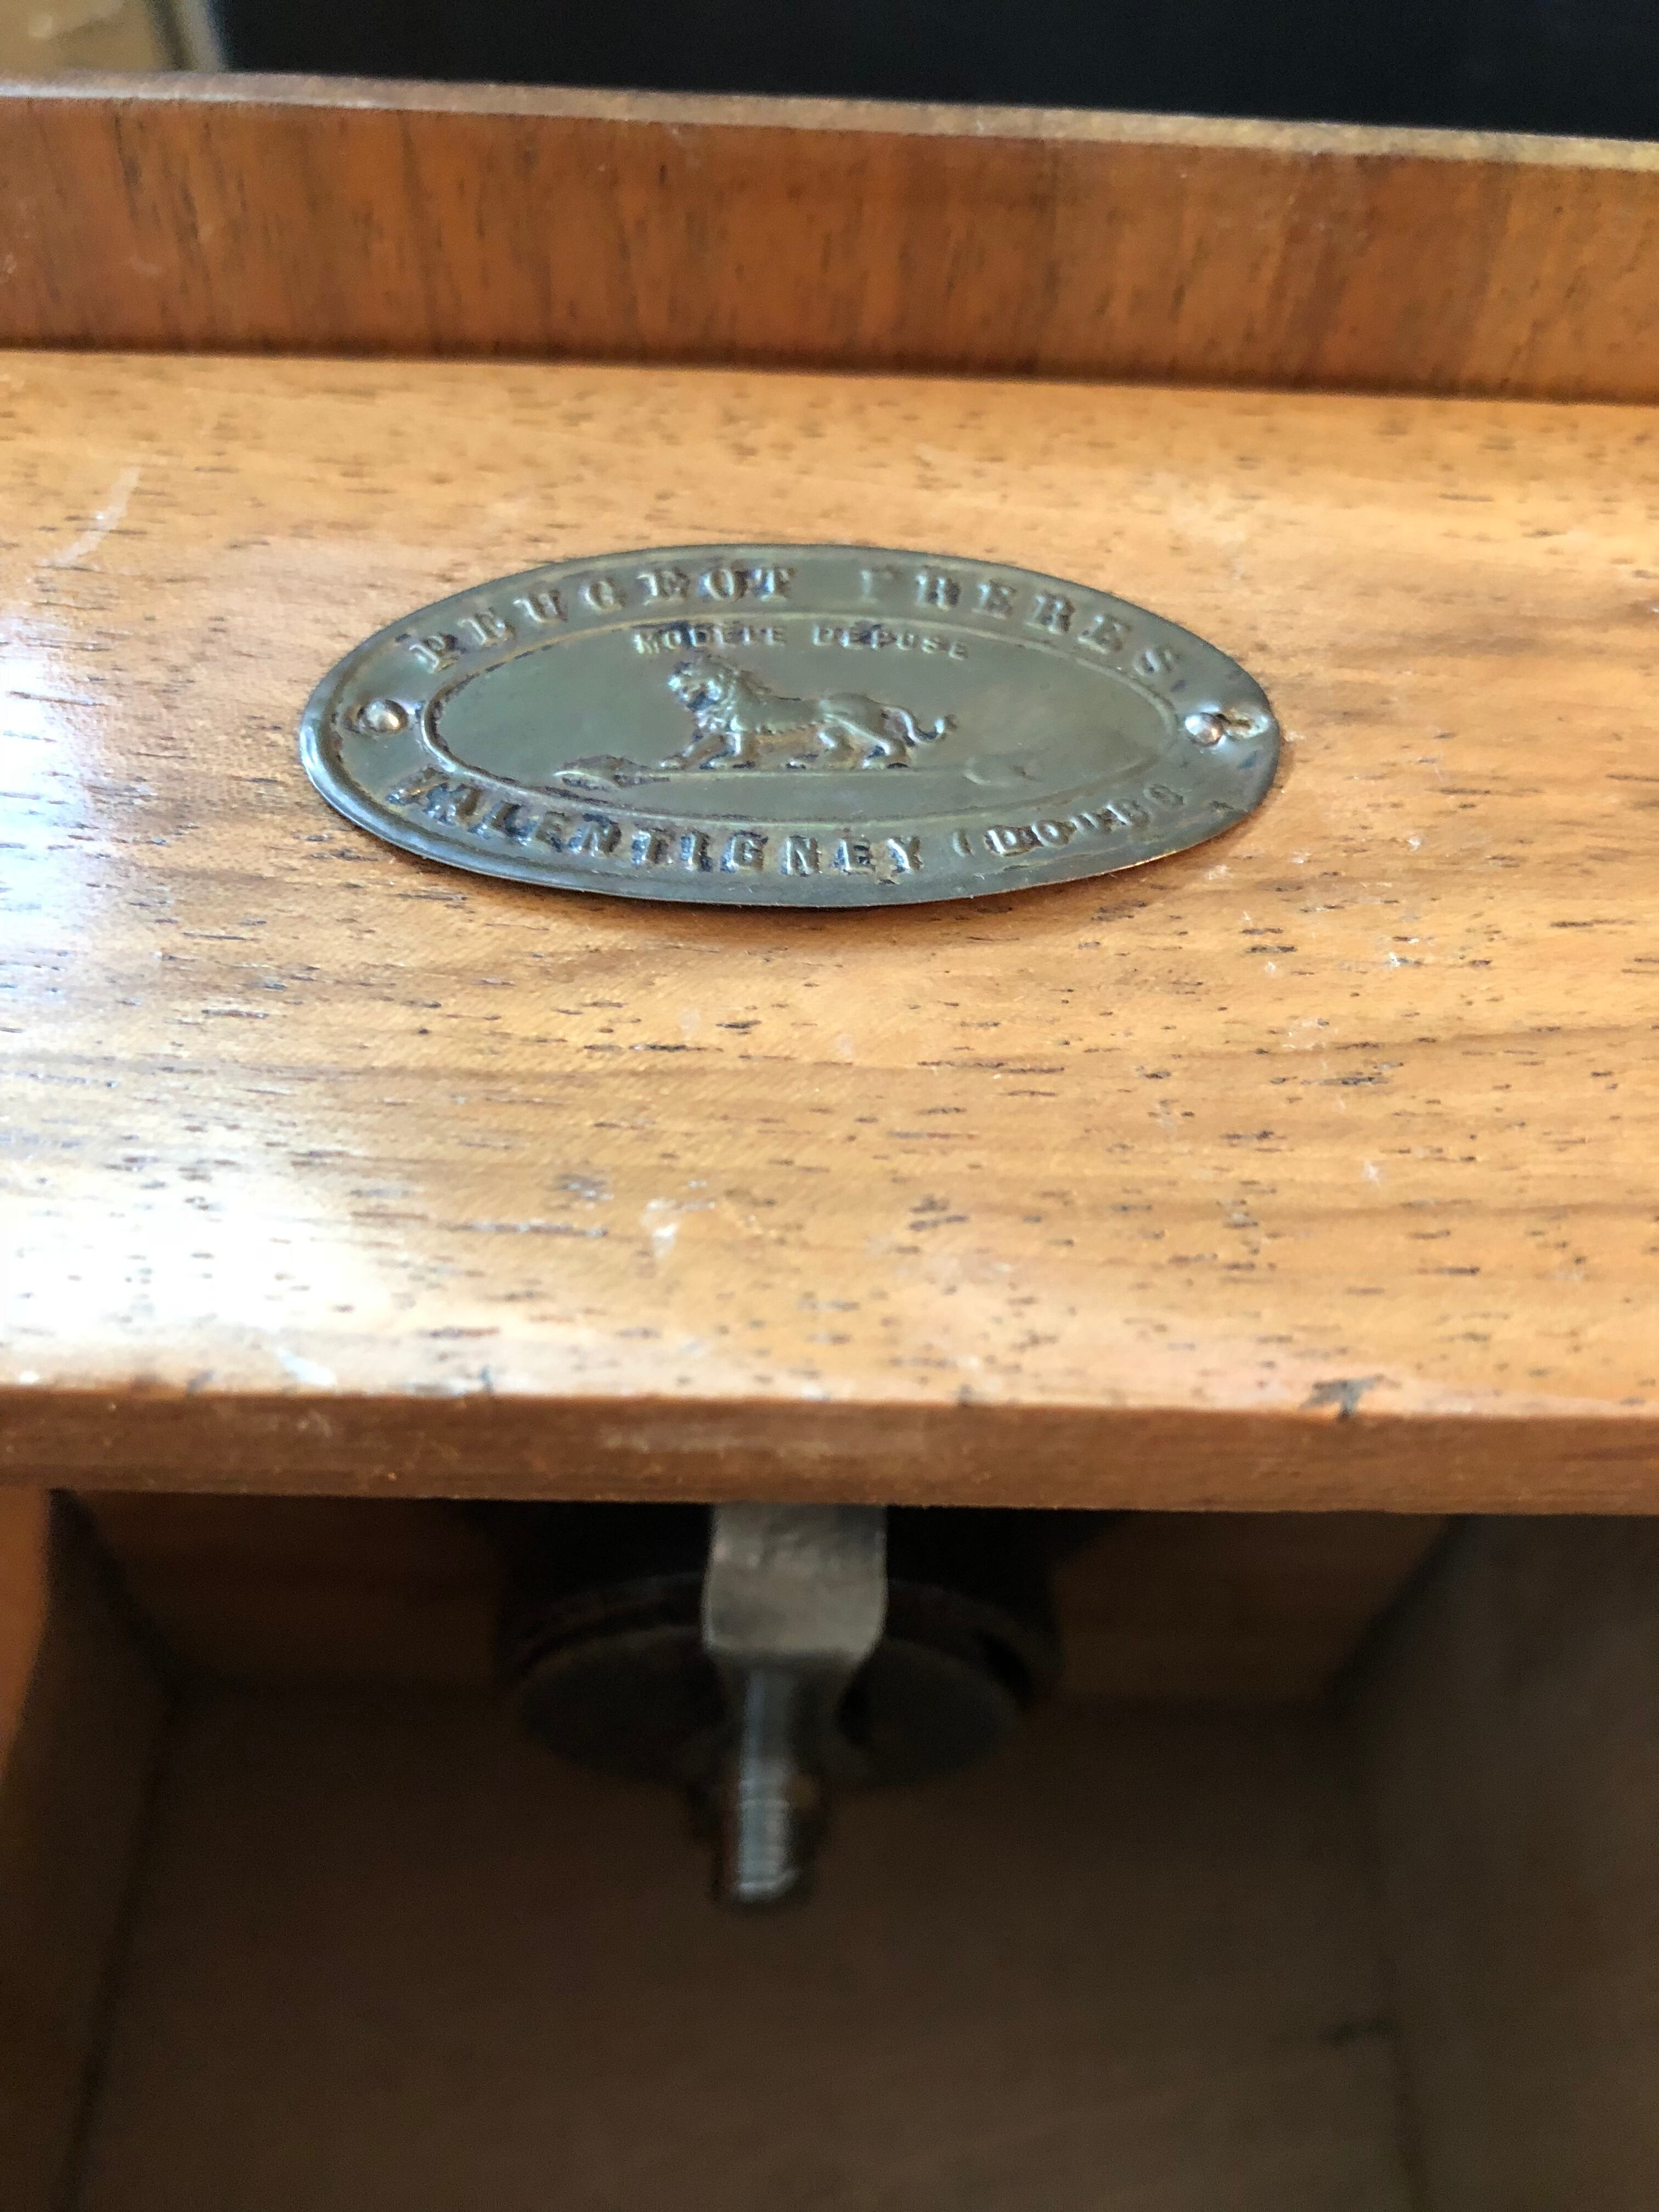 PEUGEOT FRERES
MODELE DEPOSE
VALENTIGNEY (DOUBS